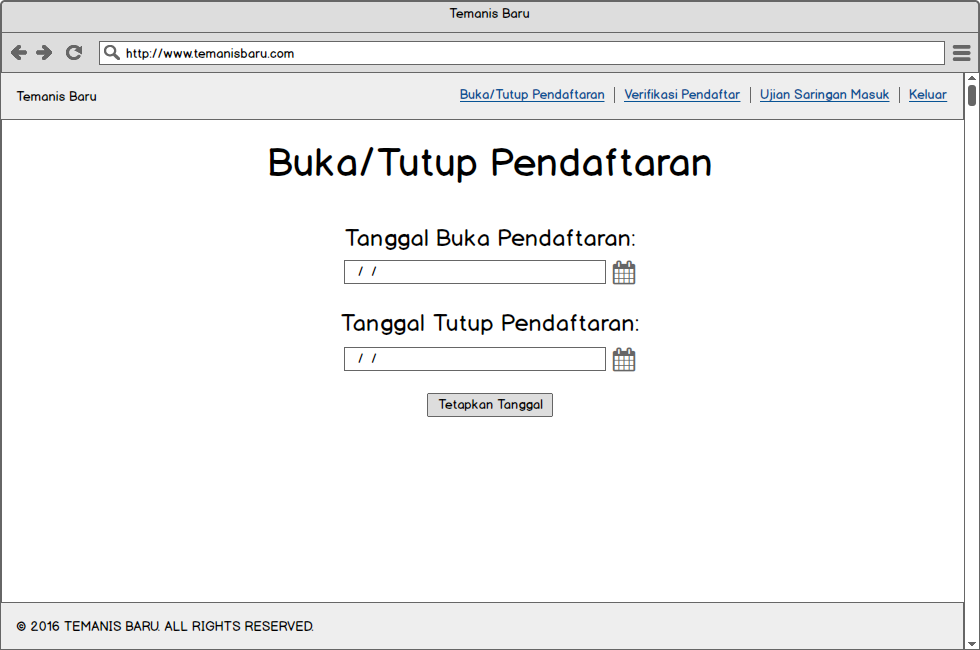 Temanis Baru
http://www.temanisbaru.com
Temanis Baru
Buka/Tutup Pendaftaran | Verifikasi Pendaftar | Ujian Saringan Masuk | Keluar
Buka/Tutup Pendaftaran
Tanggal Buka Pendaftaran:
/ /
Tanggal Tutup Pendaftaran:
/ /
Tetapkan Tanggal
© 2016 TEMANIS BARU. ALL RIGHTS RESERVED.